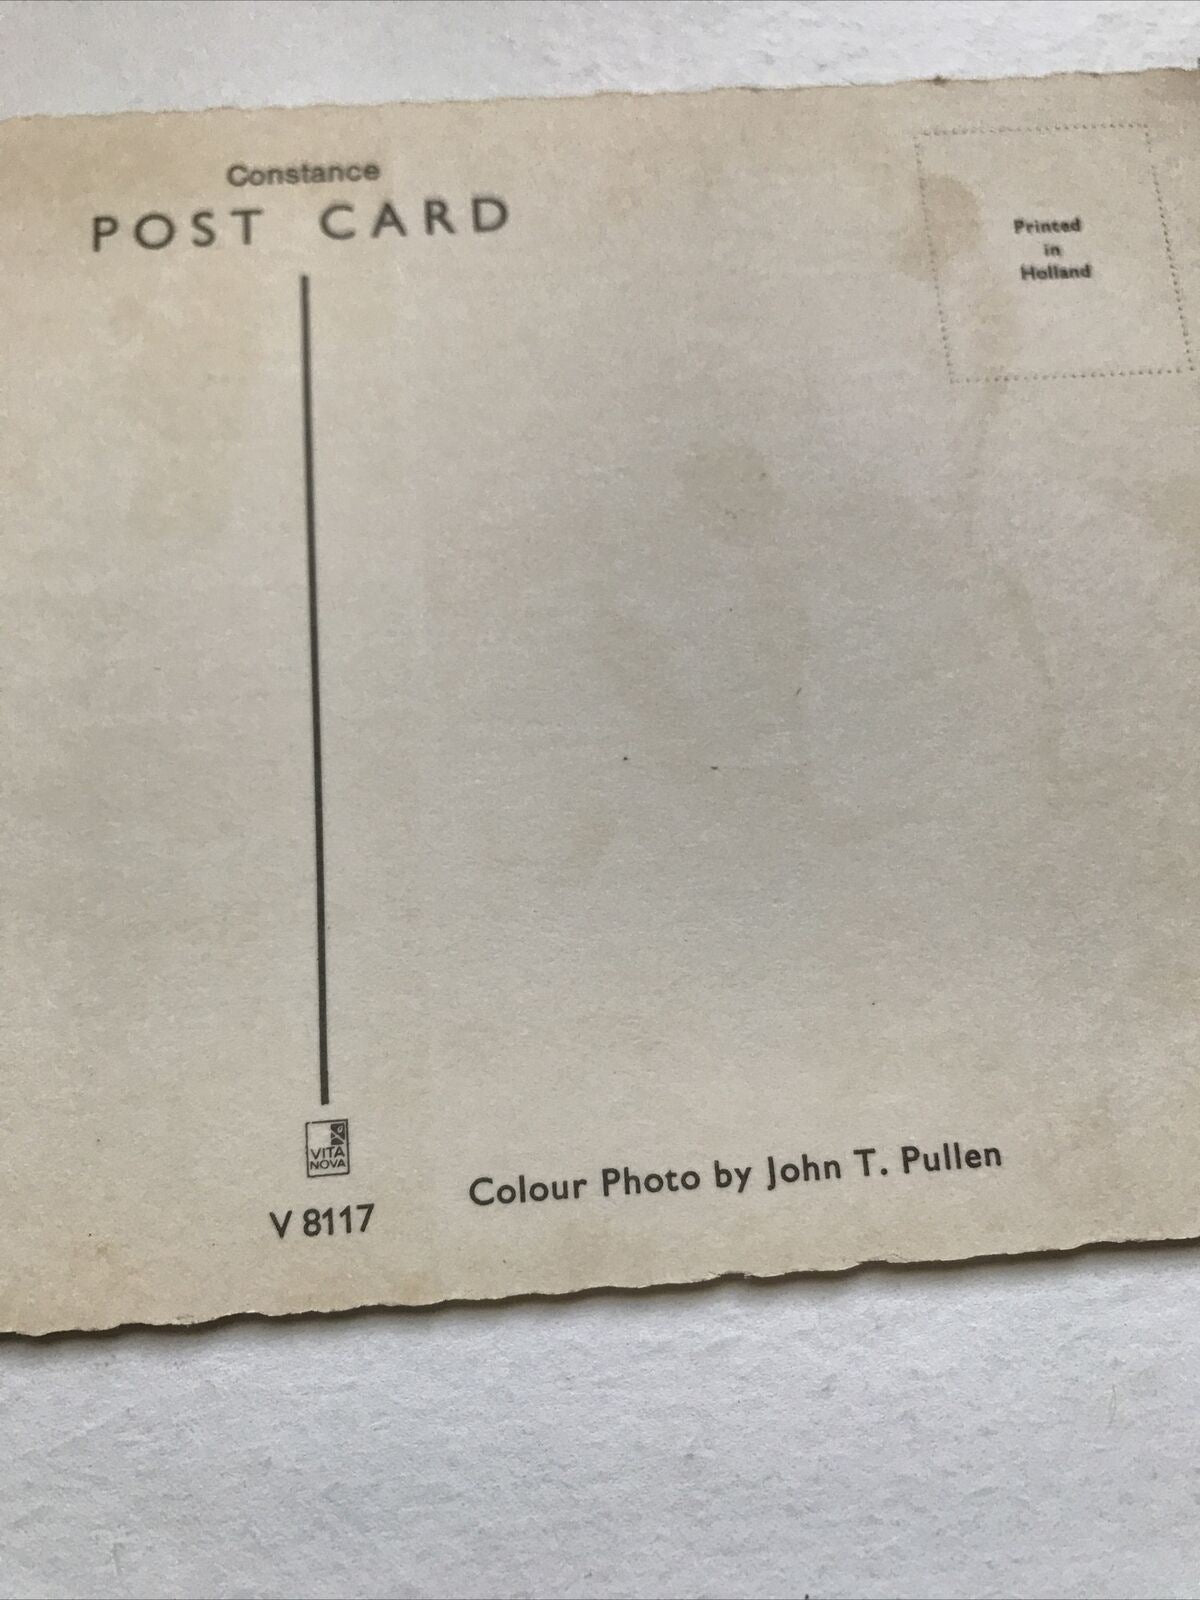 Constance
POST CARD
Printed
in
Holland
VITA
NOVA
V 8117
Colour Photo by John T. Pullen